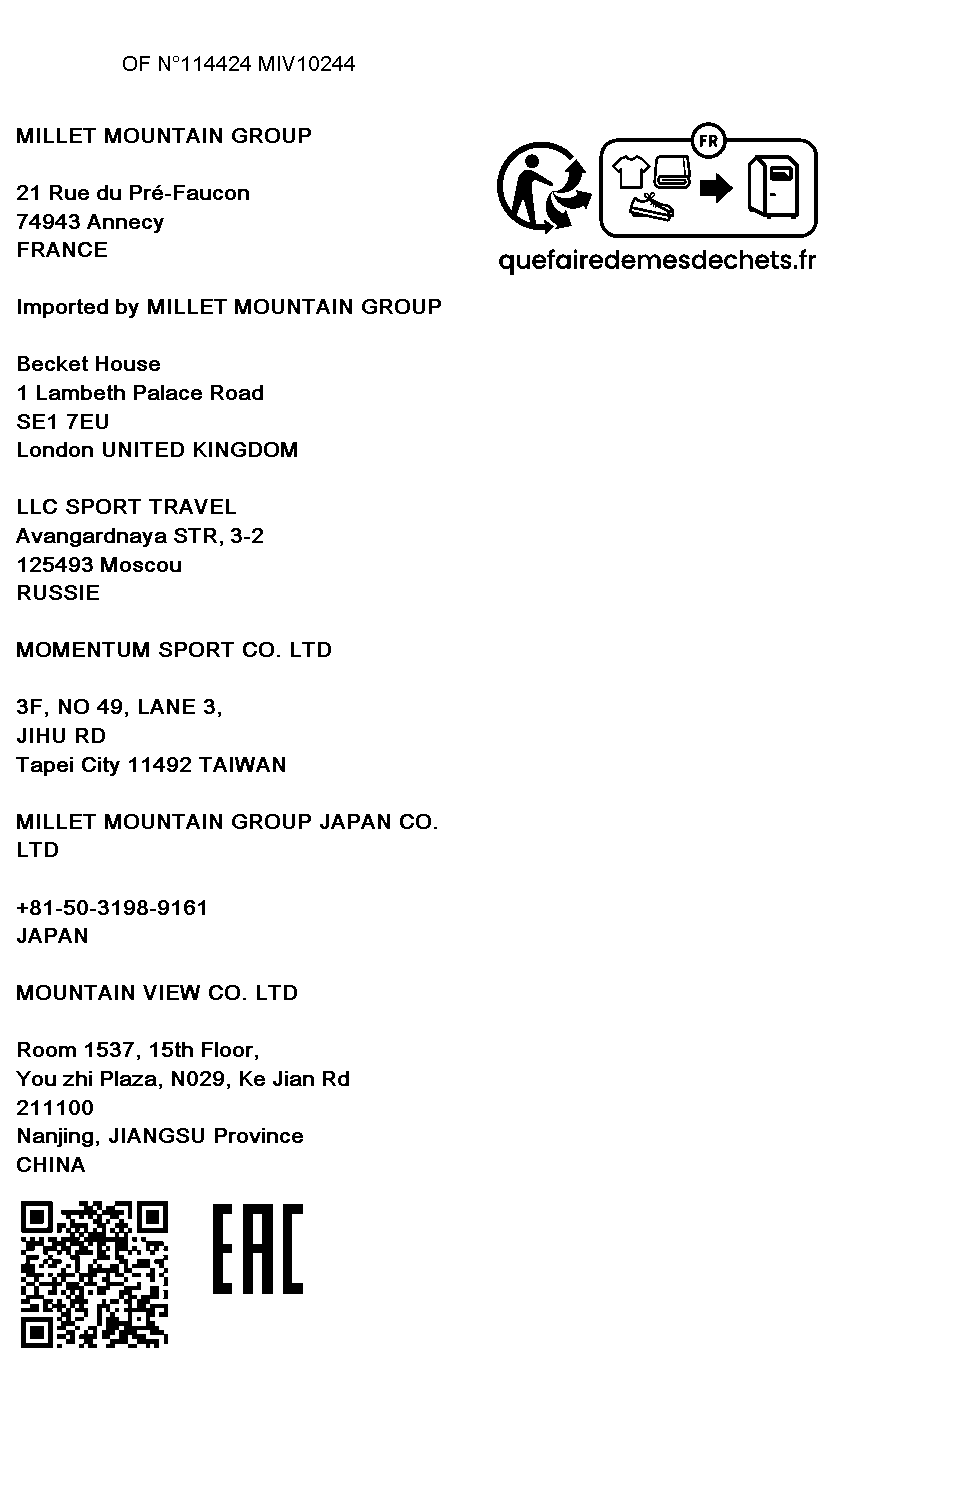 OF N°114424 MIV10244
MILLET MOUNTAIN GROUP
21 Rue du Pré-Faucon
74943 Annecy
FRANCE
Imported by MILLET MOUNTAIN GROUP
Becket House
1 Lambeth Palace Road
SE1 7EU
London UNITED KINGDOM
LLC SPORT TRAVEL
Avangardnaya STR, 3-2
125493 Moscou
RUSSIE
MOMENTUM SPORT CO. LTD
3F, NO 49, LANE 3,
JIHU RD
Tapei City 11492 TAIWAN
MILLET MOUNTAIN GROUP JAPAN CO.
LTD
+81-50-3198-9161
JAPAN
MOUNTAIN VIEW CO. LTD
Room 1537, 15th Floor,
You zhi Plaza, N029, Ke Jian Rd
211100
Nanjing, JIANGSU Province
CHINA
EAC
FR
quefairedemesdechets.fr